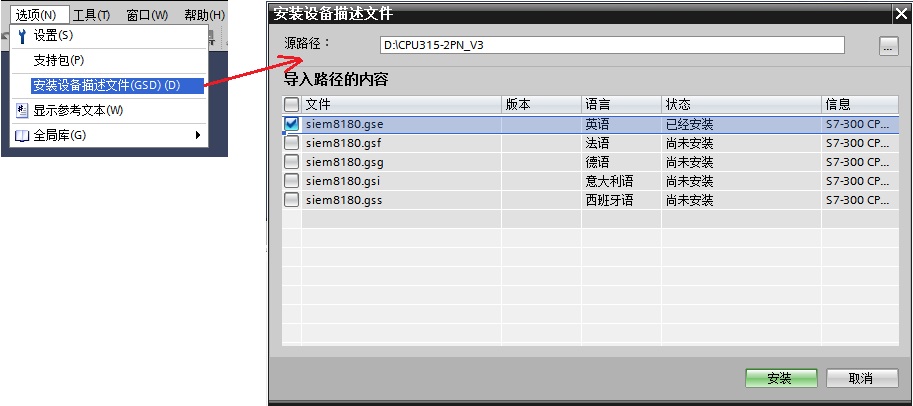 选项(N) 工具(T) 窗口(W) 帮助(H)
设置(S)
支持包(P)
安装设备描述文件(GSD) (D)
显示参考文本(W)
全局库(G)
安装设备描述文件
源路径：
D:\CPU315-2PN_V3
...
导入路径的内容
文件 版本 语言 状态 信息
siem8180.gse 英语 已经安装 S7-300 CP...
siem8180.gsf 法语 尚未安装 S7-300 CP...
siem8180.gsg 德语 尚未安装 S7-300 CP...
siem8180.gsi 意大利语 尚未安装 S7-300 CP...
siem8180.gss 西班牙语 尚未安装 S7-300 CP...
安装 取消